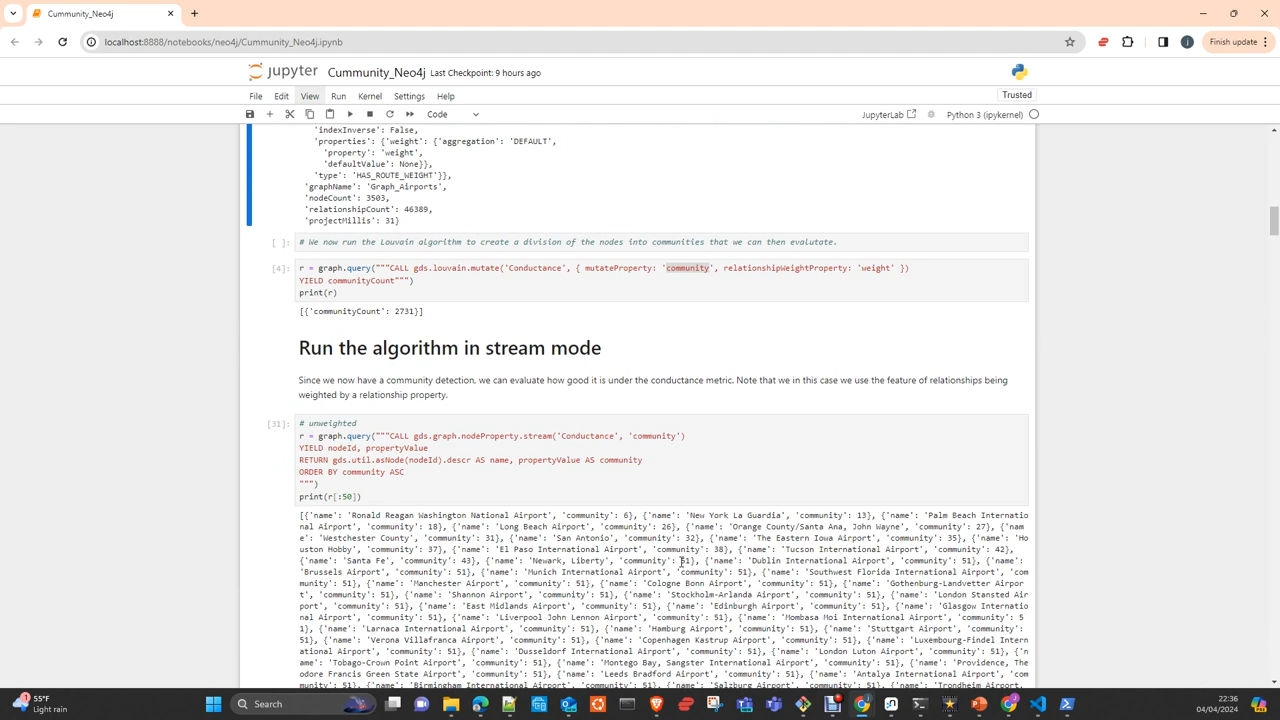 Cummunity_Neo4j
localhost:8888/notebooks/neo4j/Cummunity_Neo4j.ipynb
j
Finish update
jupyter Cummunity_Neo4j Last Checkpoint: 9 hours ago
File Edit View Run Kernel Settings Help
Trusted
Code
JupyterLab
Python 3 (ipykernel)
'indexInverse': False,
'properties': {'weight': {'aggregation': 'DEFAULT',
'property': 'weight',
'defaultValue': None}},
'type': 'HAS_ROUTE_WEIGHT'}},
'graphName': 'Graph_Airports',
'nodeCount': 3503,
'relationshipCount': 46389,
'projectMillis': 31}
[ ]: # We now run the Louvain algorithm to create a division of the nodes into communities that we can then evalutate.
[4]: r = graph.query("""CALL gds.louvain.mutate('Conductance', { mutateProperty: 'community', relationshipWeightProperty: 'weight' })
YIELD communityCount""")
print(r)
[{'communityCount': 2731}]
Run the algorithm in stream mode
Since we now have a community detection, we can evaluate how good it is under the conductance metric. Note that we in this case we use the feature of relationships being
weighted by a relationship property.
[31]: # unweighted
r = graph.query("""CALL gds.graph.nodeProperty.stream('Conductance', 'community')
YIELD nodeId, propertyValue
RETURN gds.util.asNode(nodeId).descr AS name, propertyValue AS community
ORDER BY community ASC
""")
print(r[:50])
[{'name': 'Ronald Reagan Washington National Airport', 'community': 6}, {'name': 'New York La Guardia', 'community': 13}, {'name': 'Palm Beach Internatio
nal Airport', 'community': 18}, {'name': 'Long Beach Airport', 'community': 26}, {'name': 'Orange County/Santa Ana, John Wayne', 'community': 27}, {'nam
e': 'Westchester County', 'community': 31}, {'name': 'San Antonio', 'community': 32}, {'name': 'The Eastern Iowa Airport', 'community': 35}, {'name': 'Ho
uston Hobby', 'community': 37}, {'name': 'El Paso International Airport', 'community': 38}, {'name': 'Tucson International Airport', 'community': 42},
{'name': 'Santa Fe', 'community': 43}, {'name': 'Newark, Liberty', 'community': 51}, {'name': 'Dublin International Airport', 'community': 51}, {'name':
'Brussels Airport', 'community': 51}, {'name': 'Munich International Airport', 'community': 51}, {'name': 'Southwest Florida International Airport', 'com
munity': 51}, {'name': 'Manchester Airport', 'community': 51}, {'name': 'Cologne Bonn Airport', 'community': 51}, {'name': 'Gothenburg-Landvetter Airpor
t', 'community': 51}, {'name': 'Shannon Airport', 'community': 51}, {'name': 'Stockholm-Arlanda Airport', 'community': 51}, {'name': 'London Stansted Air
port', 'community': 51}, {'name': 'East Midlands Airport', 'community': 51}, {'name': 'Edinburgh Airport', 'community': 51}, {'name': 'Glasgow Internatio
nal Airport', 'community': 51}, {'name': 'Liverpool John Lennon Airport', 'community': 51}, {'name': 'Mombasa Moi International Airport', 'community': 5
1}, {'name': 'Larnaca International Airport', 'community': 51}, {'name': 'Hamburg Airport', 'community': 51}, {'name': 'Stuttgart Airport', 'community':
51}, {'name': 'Verona Villafranca Airport', 'community': 51}, {'name': 'Copenhagen Kastrup Airport', 'community': 51}, {'name': 'Luxembourg-Findel Intern
ational Airport', 'community': 51}, {'name': 'Dusseldorf International Airport', 'community': 51}, {'name': 'London Luton Airport', 'community': 51}, {'n
ame': 'Tobago-Crown Point Airport', 'community': 51}, {'name': 'Montego Bay, Sangster International Airport', 'community': 51}, {'name': 'Providence, The
odore Francis Green State Airport', 'community': 51}, {'name': 'Leeds Bradford Airport', 'community': 51}, {'name': 'Antalya International Airport', 'com
munity': 51}, {'name': 'Birmingham International Airport', 'community': 51}, {'name': 'Salzburg Airport', 'community': 51}, {'name': 'Trondheim Airport',
1
55°F
Light rain
Search
22:36
04/04/2024